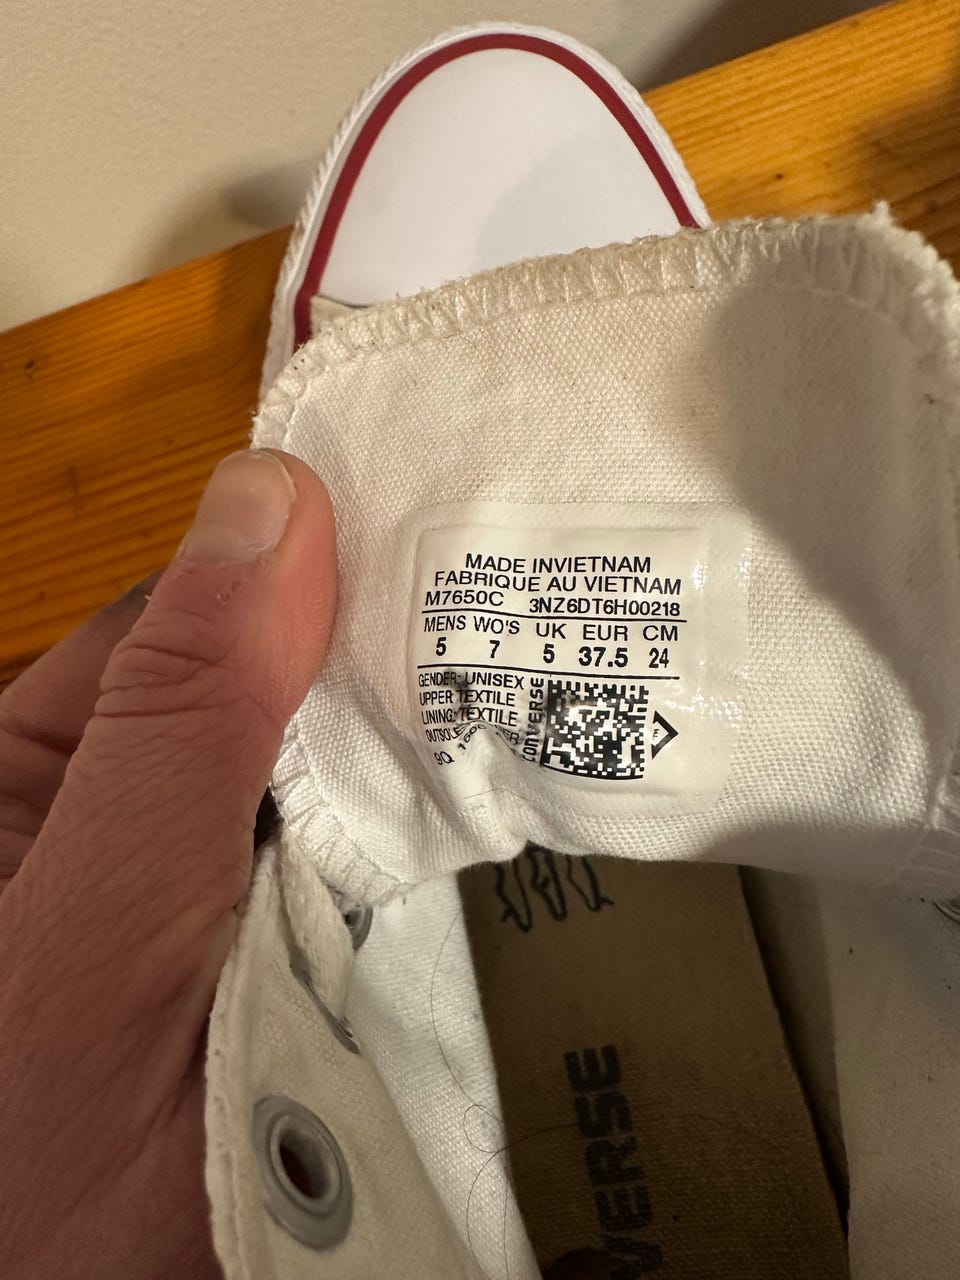 MADE INVIETNAM
FABRIQUE AU VIETNAM
M7650C 3NZ6DT6H00218
MENS WO'S UK EUR CM
5 7 5 37.5 24
GENDER: UNISEX
UPPER TEXTILE
LINING: TEXTILE
9Q
CONVERSE
VERSE